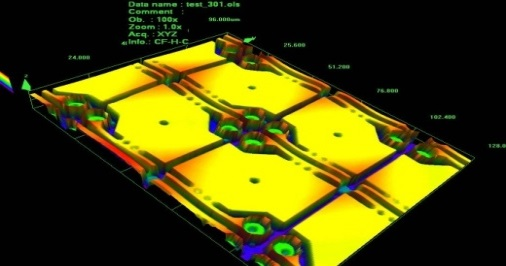 Data name : test_301.ols
Comment :
Ob. : 100x
Zoom : 1.0x
Acq. : XYZ
Info.: CF-H-C
96.000um
24.000
25.600
51.200
76.800
102.400
128.0